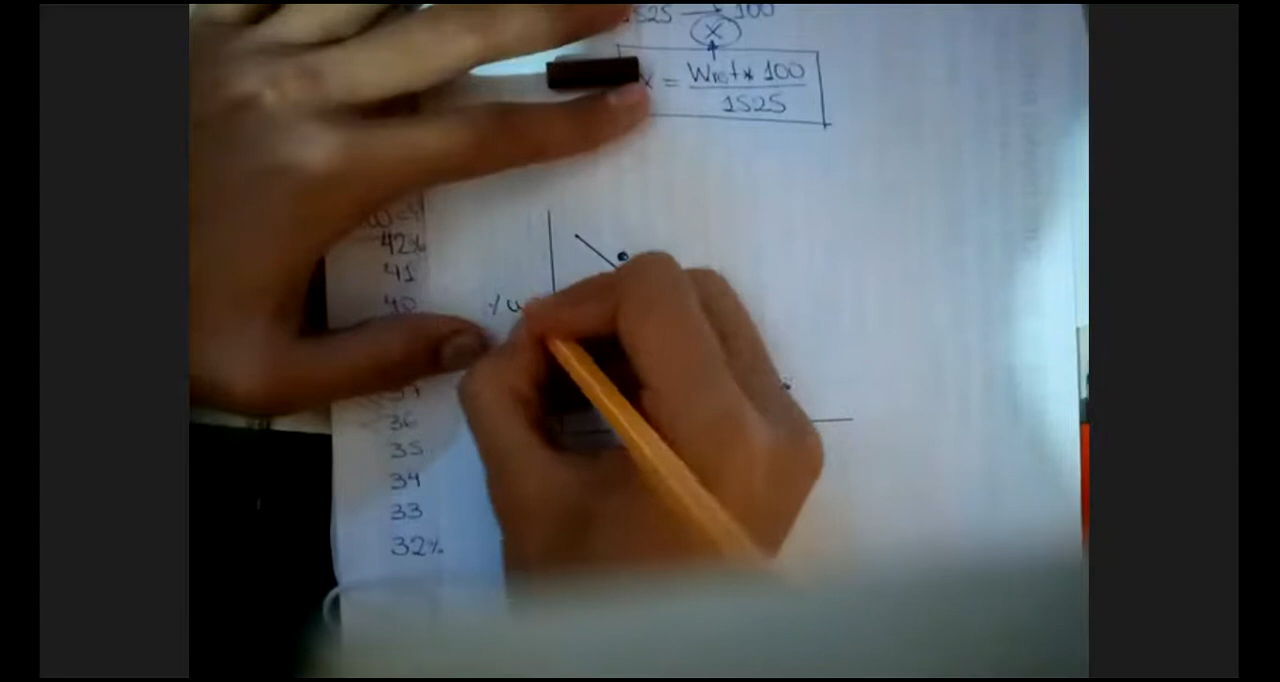 1525 → 100
X
X = Wret * 100
1525
42%
41
40
36
35
34
33
32%
% W